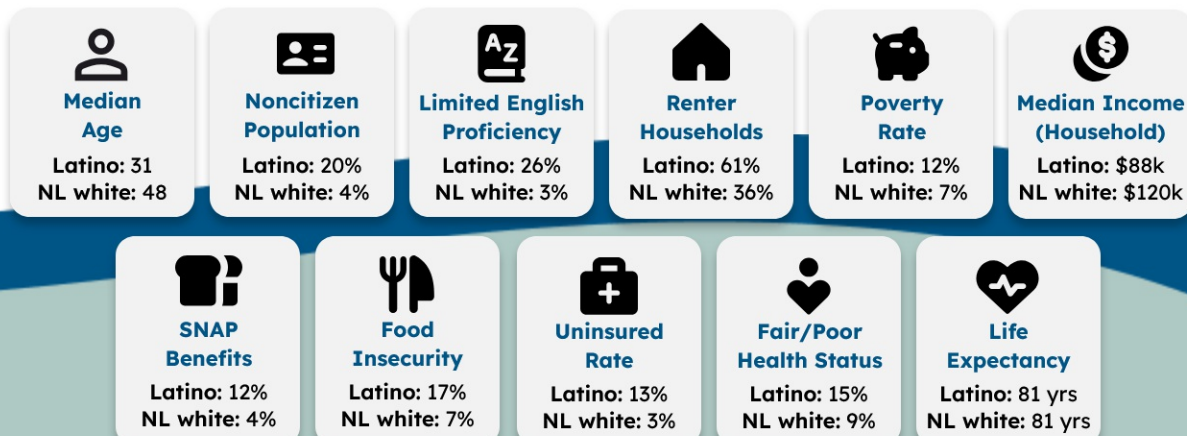 Median
Age
Latino: 31
NL white: 48
Noncitizen
Population
Latino: 20%
NL white: 4%
AZ
Limited English
Proficiency
Latino: 26%
NL white: 3%
Renter
Households
Latino: 61%
NL white: 36%
Poverty
Rate
Latino: 12%
NL white: 7%
$
Median Income
(Household)
Latino: $88k
NL white: $120k
SNAP
Benefits
Latino: 12%
NL white: 4%
Food
Insecurity
Latino: 17%
NL white: 7%
Uninsured
Rate
Latino: 13%
NL white: 3%
Fair/Poor
Health Status
Latino: 15%
NL white: 9%
Life
Expectancy
Latino: 81 yrs
NL white: 81 yrs